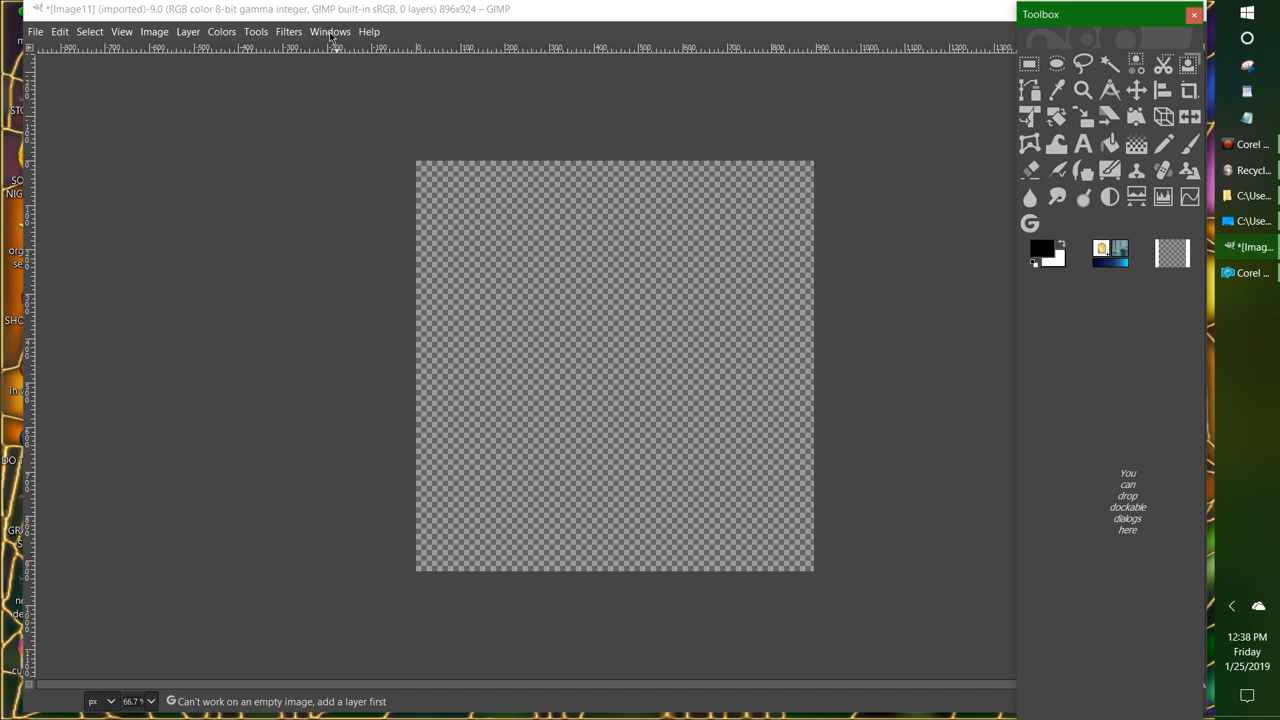 *[Image11] (imported)-9.0 (RGB color 8-bit gamma integer, GIMP built-in sRGB, 0 layers) 896x924 – GIMP
File Edit Select View Image Layer Colors Tools Filters Windows Help
Toolbox
You
can
drop
dockable
dialogs
here
px
66.7
Can't work on an empty image, add a layer first
Corel ...
Recycl...
C:\Use...
C:\Use...
*[Imag...
Corel ...
12:38 PM
Friday
1/25/2019